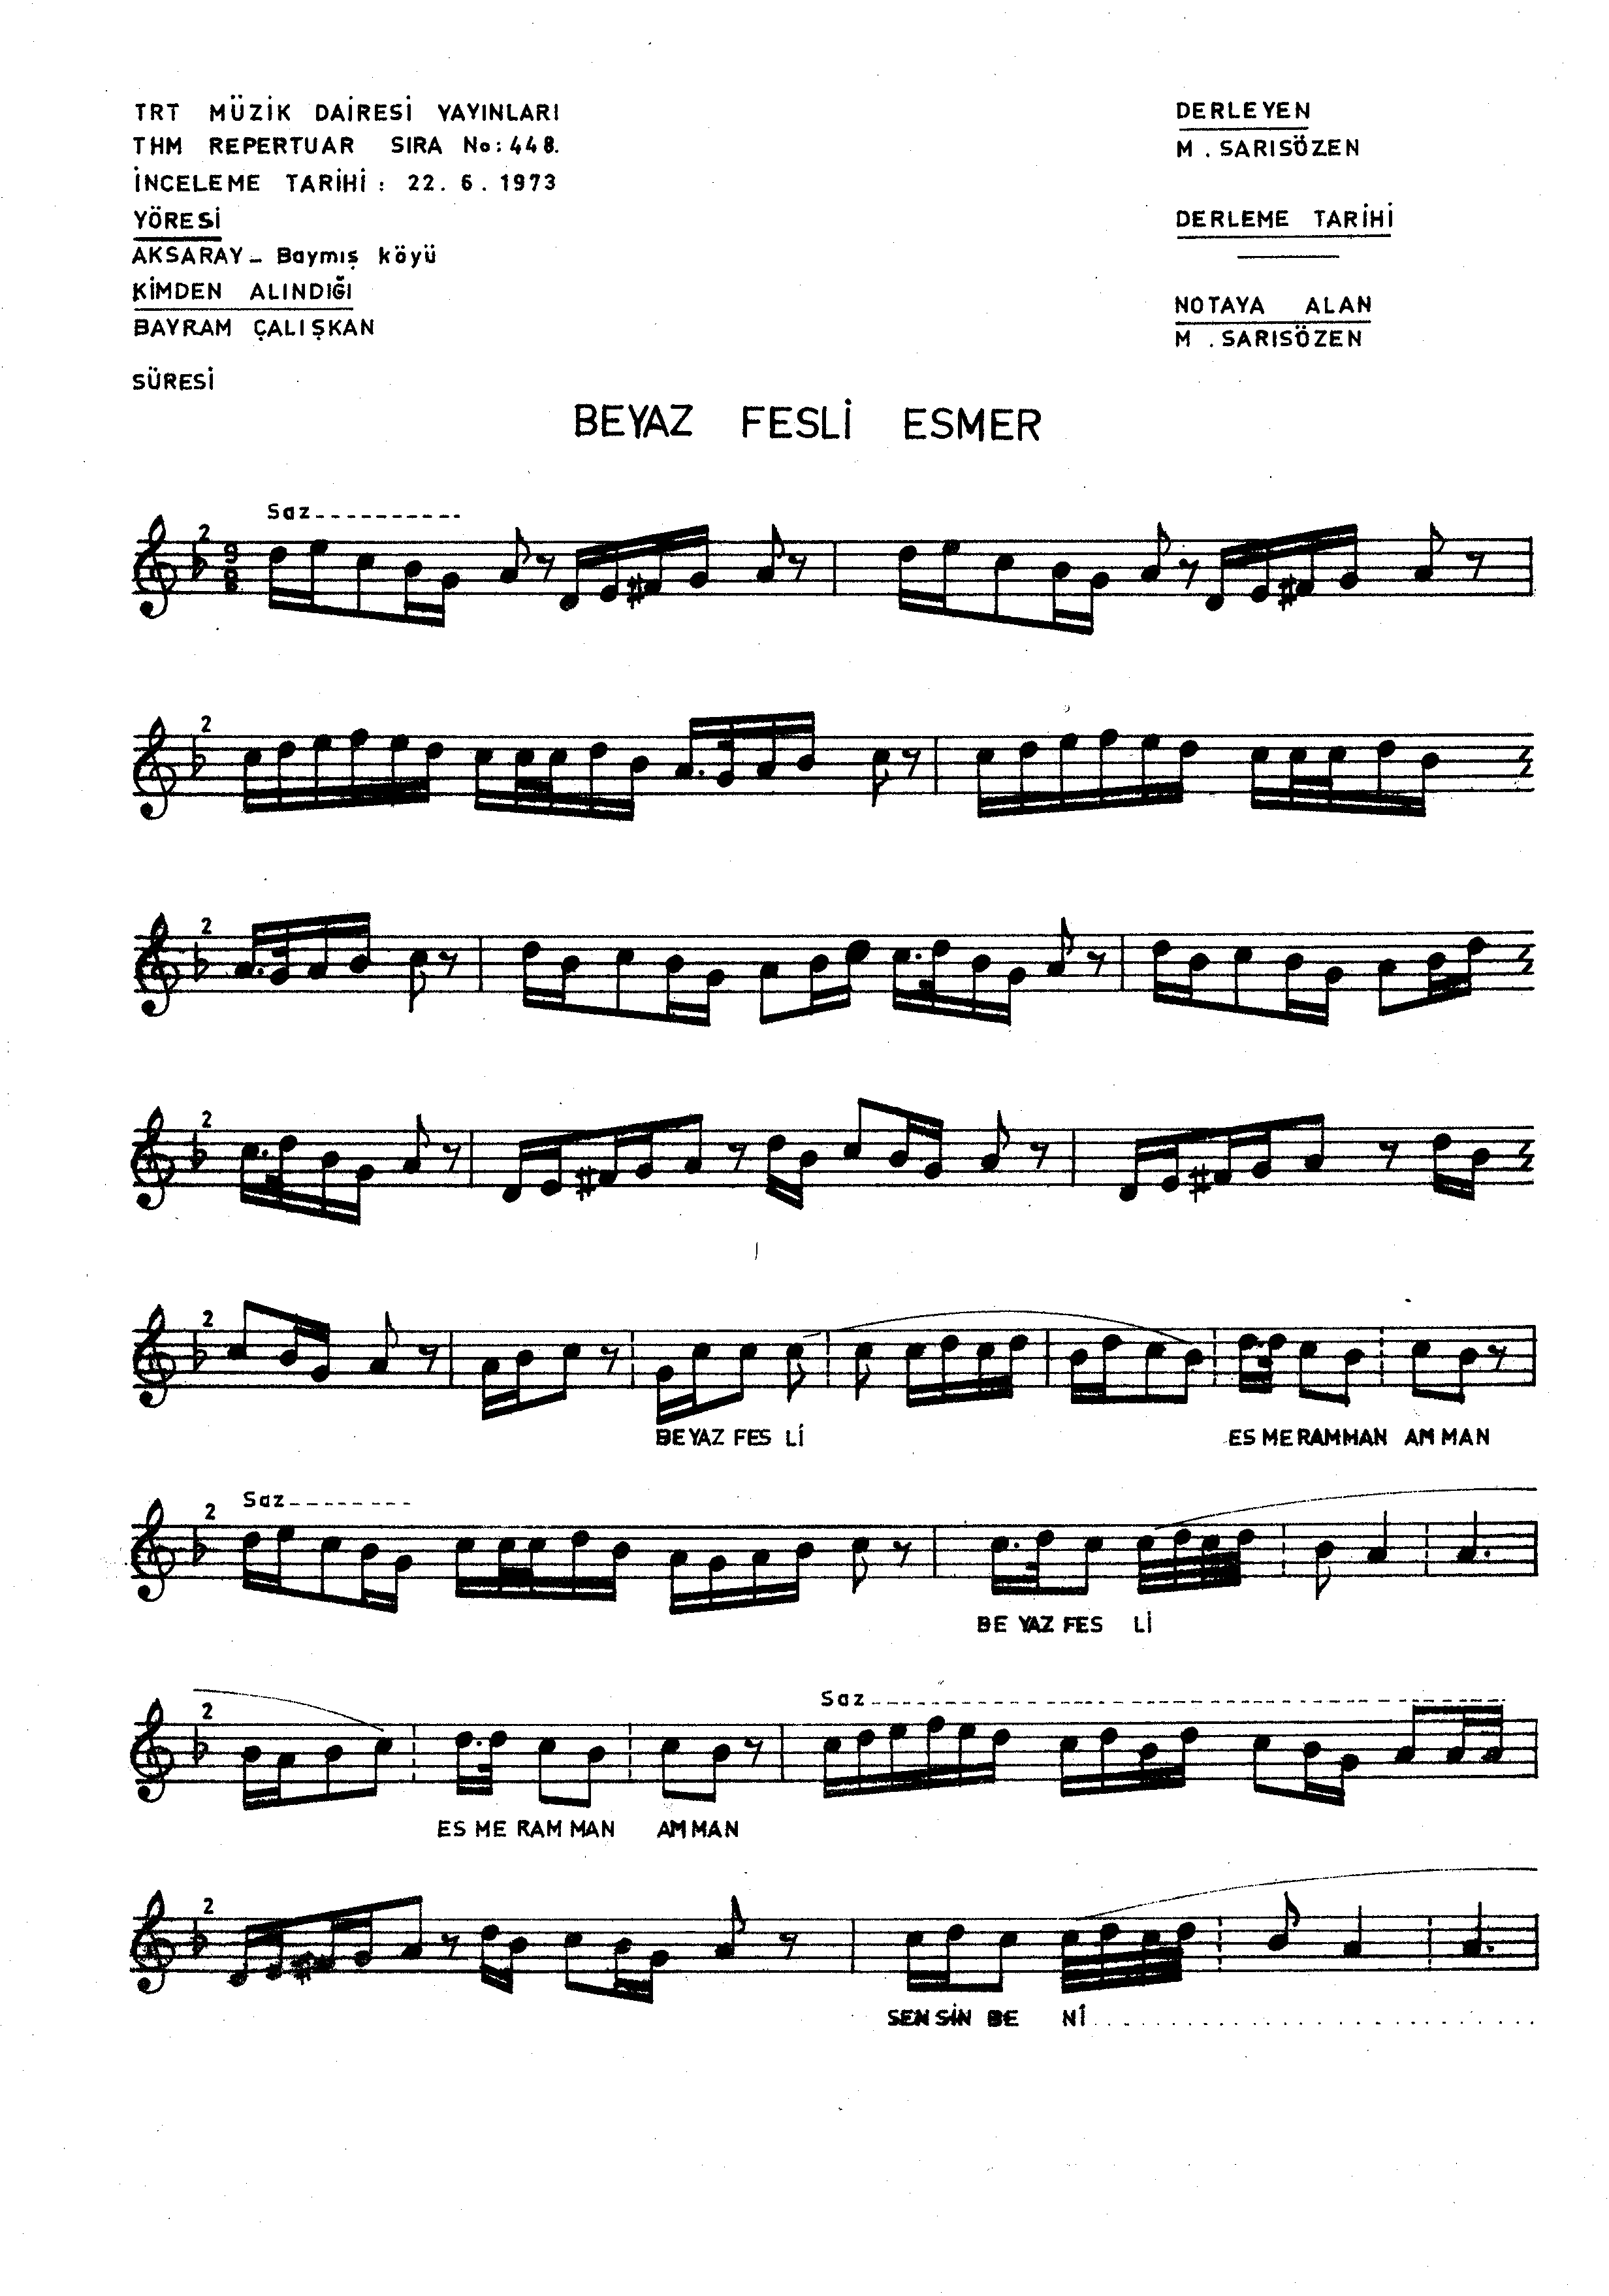 TRT MÜZİK DAİRESİ YAYINLARI
THM REPERTUAR SIRA No: 448.
İNCELEME TARİHİ : 22. 6. 1973
YÖRESİ
AKSARAY - Baymış köyü
KİMDEN ALINDIĞI
BAYRAM ÇALIŞKAN
SÜRESİ
DERLEYEN
M. SARISÖZEN
DERLEME TARİHİ
NOTAYA ALAN
M. SARISÖZEN
BEYAZ FESLİ ESMER
Saz
2
9
8
2
2
2
2
BEYAZ FES Lİ ES ME RAMMAN AM MAN
Saz
2
BE YAZ FES Lİ
Saz
2
ES ME RAM MAN AM MAN
2
SEN SİN BE Nİ